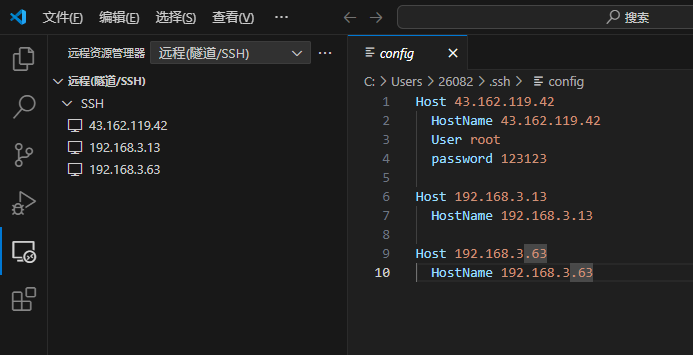 文件(F) 编辑(E) 选择(S) 查看(V) ··· 搜索
远程资源管理器 远程(隧道/SSH) ···
远程(隧道/SSH)
SSH
43.162.119.42
192.168.3.13
192.168.3.63
config
C: > Users > 26082 > .ssh > config
1 Host 43.162.119.42
2 HostName 43.162.119.42
3 User root
4 password 123123
5
6 Host 192.168.3.13
7 HostName 192.168.3.13
8
9 Host 192.168.3.63
10 HostName 192.168.3.63